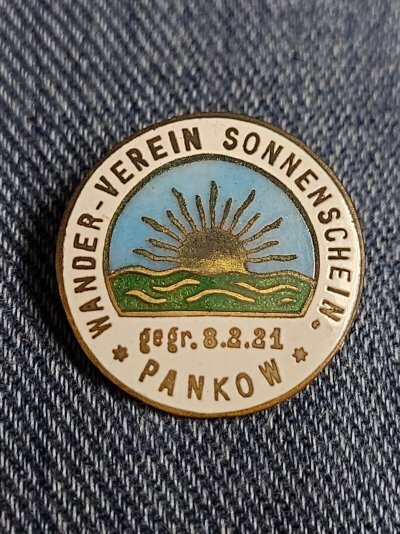 WANDER-VEREIN SONNENSCHEIN.
gegr. 8.2.21
* PANKOW *